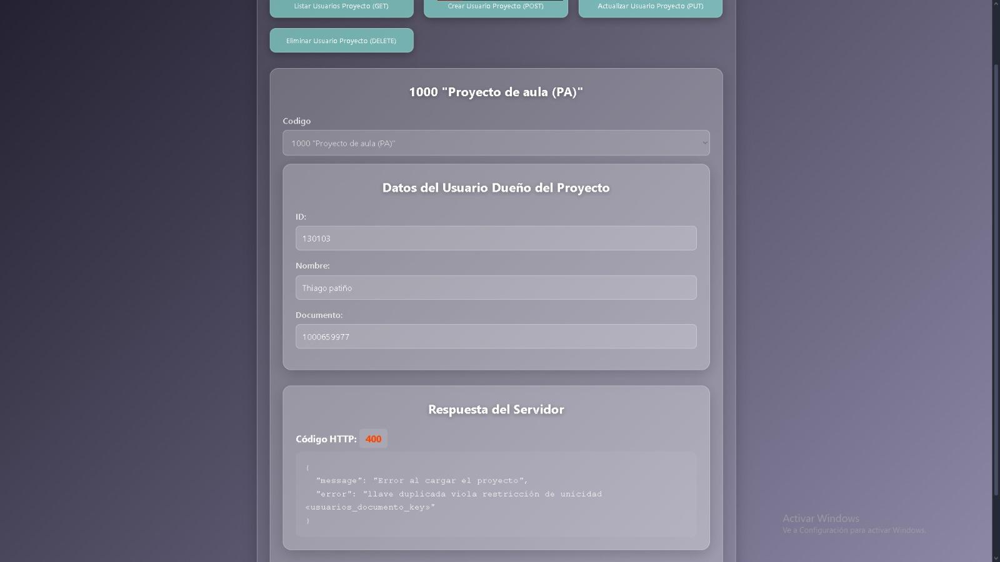 Listar Usuarios Proyecto (GET)
Crear Usuario Proyecto (POST)
Actualizar Usuario Proyecto (PUT)
Eliminar Usuario Proyecto (DELETE)
1000 "Proyecto de aula (PA)"
Codigo
1000 "Proyecto de aula (PA)"
Datos del Usuario Dueño del Proyecto
ID:
130103
Nombre:
Thiago patiño
Documento:
1000659977
Respuesta del Servidor
Código HTTP: 400
{
"message": "Error al cargar el proyecto",
"error": "llave duplicada viola restricción de unicidad
«usuarios_documento_key»"
}
Activar Windows
Ve a Configuración para activar Windows.